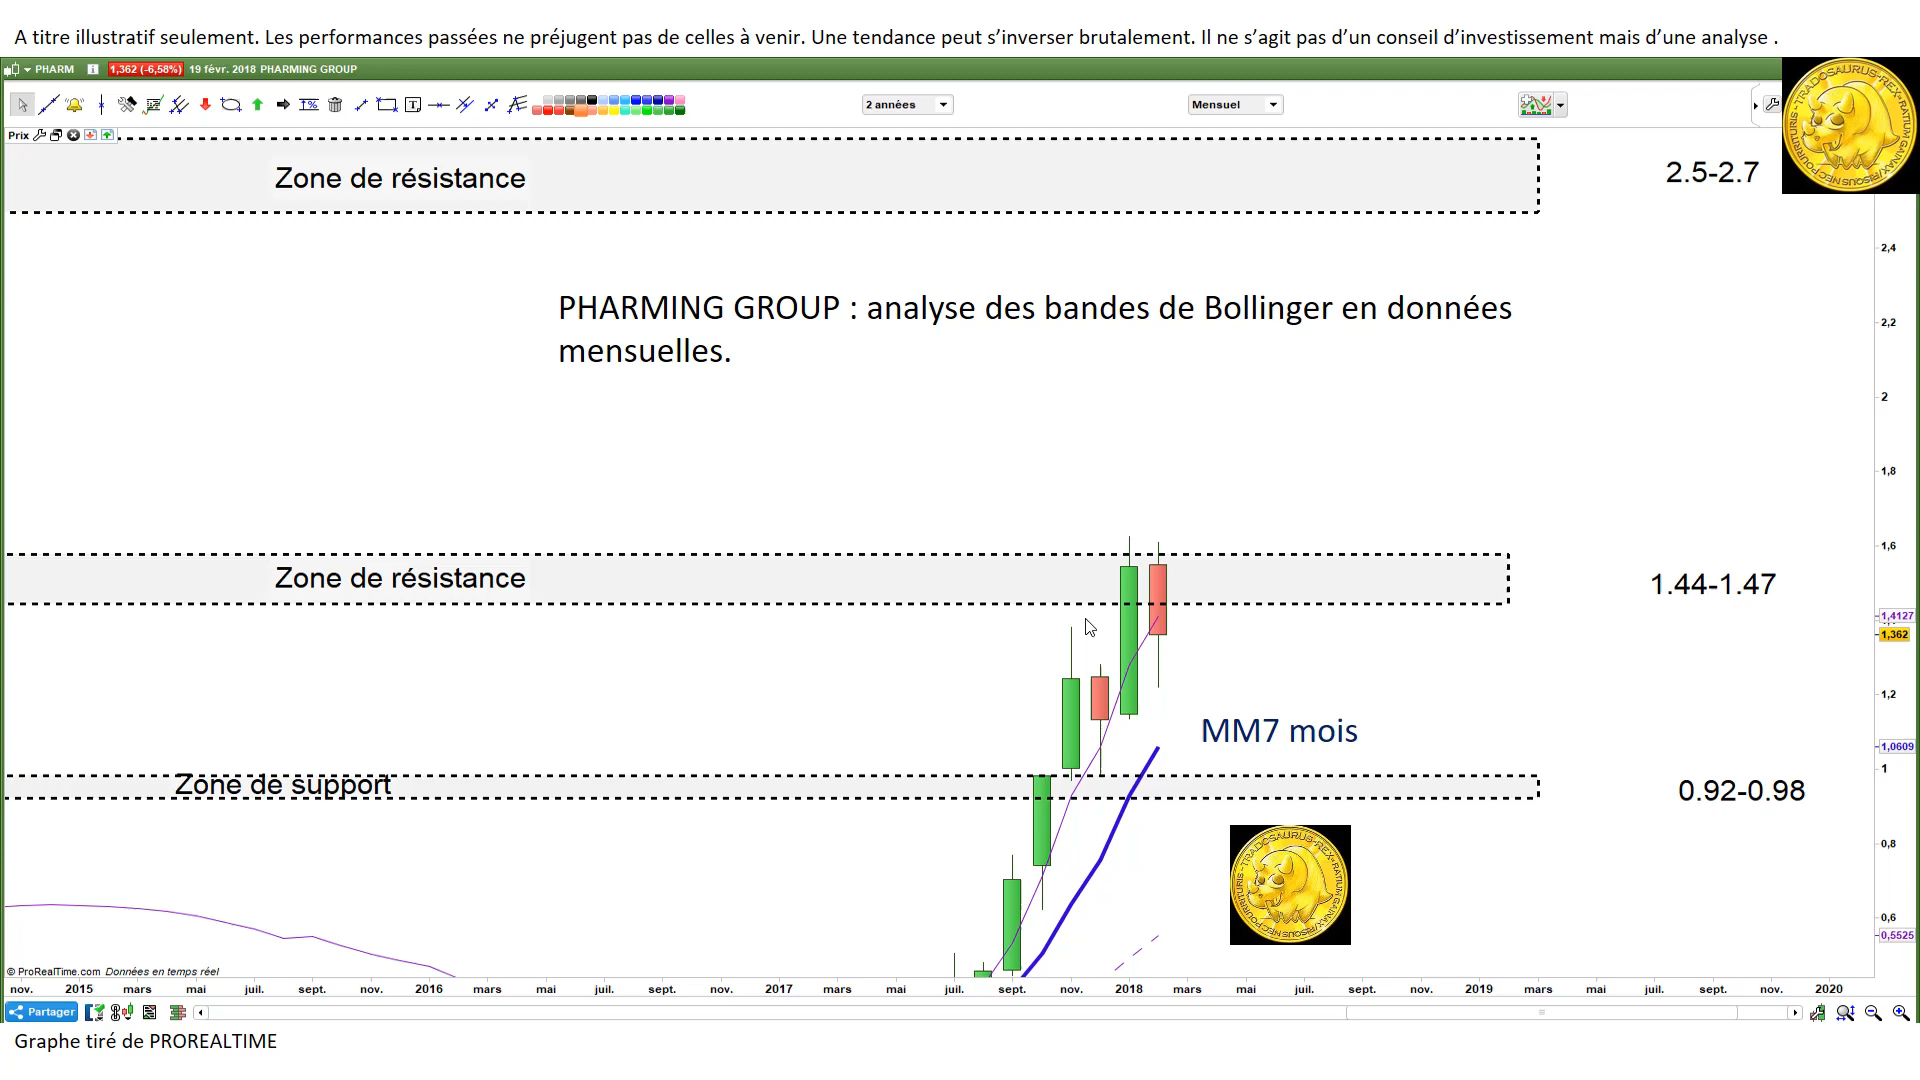 A titre illustratif seulement. Les performances passées ne préjugent pas de celles à venir. Une tendance peut s’inverser brutalement. Il ne s’agit pas d’un conseil d’investissement mais d’une analyse .
PHARM 1,362 (-6,58%) 19 févr. 2018 PHARMING GROUP
2 années Mensuel
Prix
Zone de résistance 2.5-2.7
2,4
PHARMING GROUP : analyse des bandes de Bollinger en données
mensuelles.
2,2
2
1,8
1,6
Zone de résistance 1.44-1.47
1,4127
1,362
1,2
MM7 mois
1,0609
1
Zone de support 0.92-0.98
0,8
0,6
0,5525
© ProRealTime.com Données en temps réel
nov. 2015 mars mai juil. sept. nov. 2016 mars mai juil. sept. nov. 2017 mars mai juil. sept. nov. 2018 mars mai juil. sept. nov. 2019 mars mai juil. sept. nov. 2020
Partager
Graphe tiré de PROREALTIME